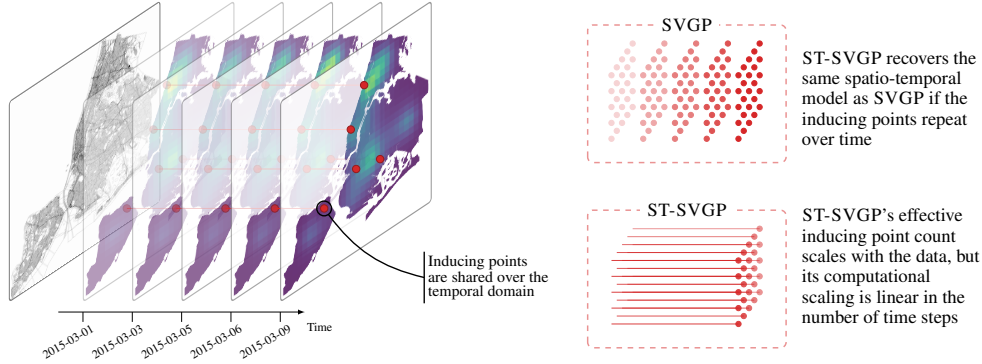 SVGP
ST-SVGP recovers the
same spatio-temporal
model as SVGP if the
inducing points repeat
over time
ST-SVGP
ST-SVGP's effective
inducing point count
scales with the data, but
its computational
scaling is linear in the
number of time steps
Inducing points
are shared over the
temporal domain
Time
2015-03-01
2015-03-03
2015-03-05
2015-03-06
2015-03-09